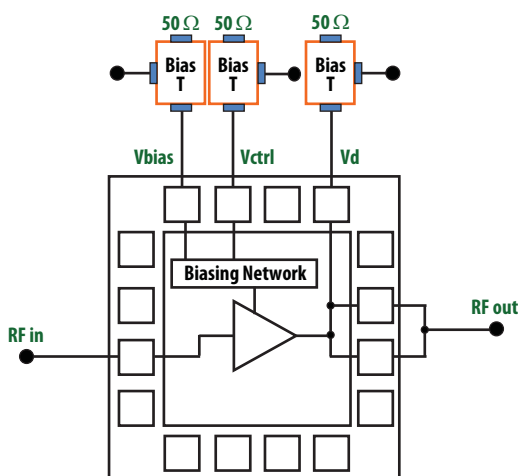 50 Ω 50 Ω 50 Ω
Bias T
Bias T
Bias T
Vbias Vctrl Vd
Biasing Network
RF in
RF out